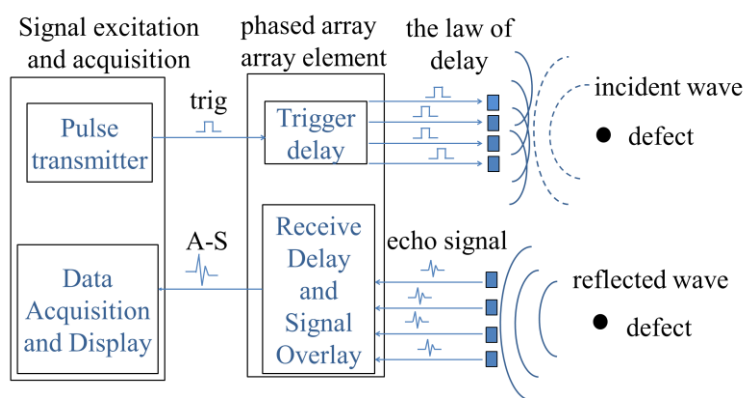 Signal excitation
and acquisition
phased array
array element
the law of
delay
Pulse
transmitter
trig
Trigger
delay
incident wave
defect
Data
Acquisition
and Display
A-S
Receive
Delay
and
Signal
Overlay
echo signal
reflected wave
defect